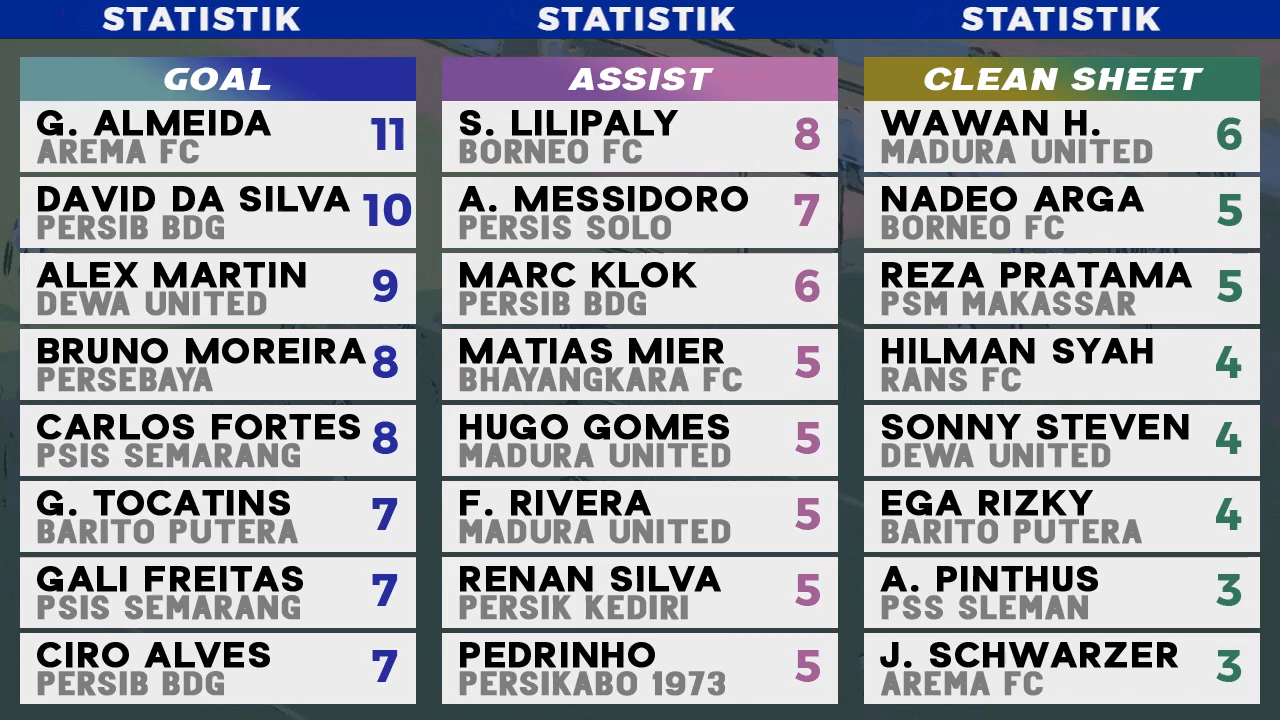 STATISTIK
GOAL
G. ALMEIDA 11
AREMA FC
DAVID DA SILVA 10
PERSIB BDG
ALEX MARTIN 9
DEWA UNITED
BRUNO MOREIRA 8
PERSEBAYA
CARLOS FORTES 8
PSIS SEMARANG
G. TOCATINS 7
BARITO PUTERA
GALI FREITAS 7
PSIS SEMARANG
CIRO ALVES 7
PERSIB BDG
STATISTIK
ASSIST
S. LILIPALY 8
BORNEO FC
A. MESSIDORO 7
PERSIS SOLO
MARC KLOK 6
PERSIB BDG
MATIAS MIER 5
BHAYANGKARA FC
HUGO GOMES 5
MADURA UNITED
F. RIVERA 5
MADURA UNITED
RENAN SILVA 5
PERSIK KEDIRI
PEDRINHO 5
PERSIKABO 1973
STATISTIK
CLEAN SHEET
WAWAN H. 6
MADURA UNITED
NADEO ARGA 5
BORNEO FC
REZA PRATAMA 5
PSM MAKASSAR
HILMAN SYAH 4
RANS FC
SONNY STEVEN 4
DEWA UNITED
EGA RIZKY 4
BARITO PUTERA
A. PINTHUS 3
PSS SLEMAN
J. SCHWARZER 3
AREMA FC